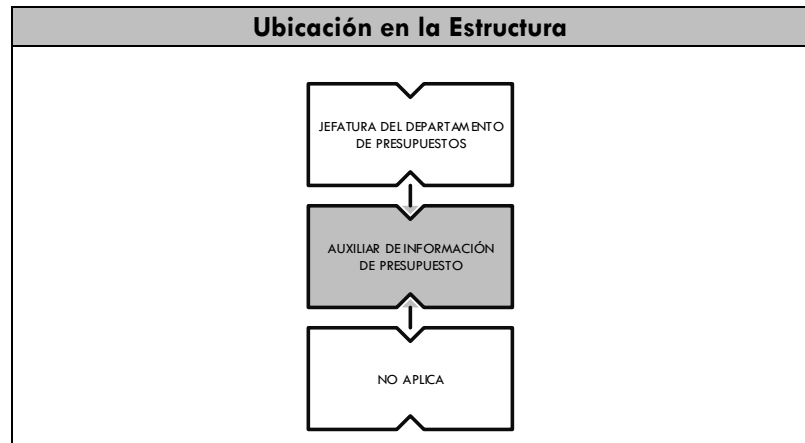 Ubicación en la Estructura
JEFATURA DEL DEPARTAMENTO
DE PRESUPUESTOS
AUXILIAR DE INFORMACIÓN
DE PRESUPUESTO
NO APLICA